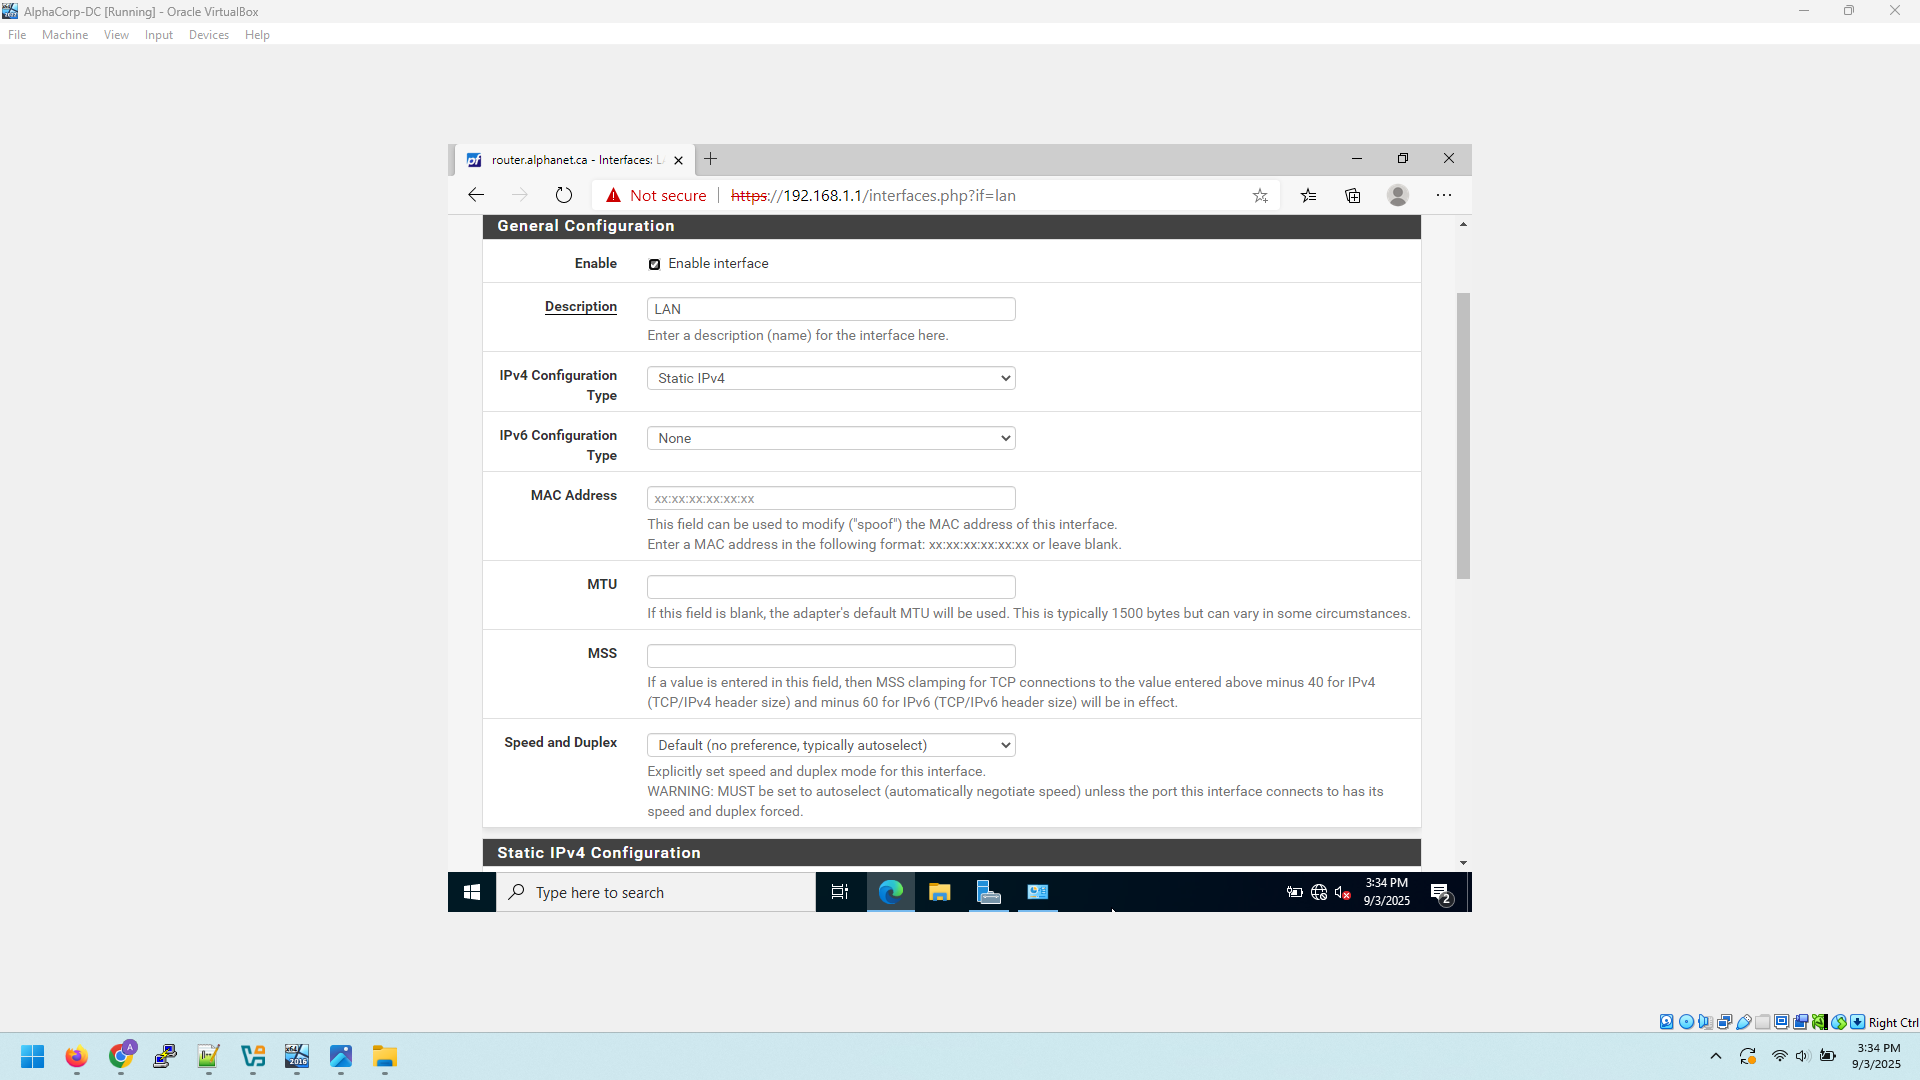 AlphaCorp-DC [Running] - Oracle VirtualBox
File Machine View Input Devices Help
router.alphanet.ca - Interfaces: L
Not secure https://192.168.1.1/interfaces.php?if=lan
General Configuration
Enable Enable interface
Description LAN
Enter a description (name) for the interface here.
IPv4 Configuration Type Static IPv4
IPv6 Configuration Type None
MAC Address xx:xx:xx:xx:xx:xx
This field can be used to modify ("spoof") the MAC address of this interface.
Enter a MAC address in the following format: xx:xx:xx:xx:xx:xx or leave blank.
MTU
If this field is blank, the adapter's default MTU will be used. This is typically 1500 bytes but can vary in some circumstances.
MSS
If a value is entered in this field, then MSS clamping for TCP connections to the value entered above minus 40 for IPv4
(TCP/IPv4 header size) and minus 60 for IPv6 (TCP/IPv6 header size) will be in effect.
Speed and Duplex Default (no preference, typically autoselect)
Explicitly set speed and duplex mode for this interface.
WARNING: MUST be set to autoselect (automatically negotiate speed) unless the port this interface connects to has its
speed and duplex forced.
Static IPv4 Configuration
Type here to search
3:34 PM
9/3/2025
2
Right Ctrl
3:34 PM
9/3/2025